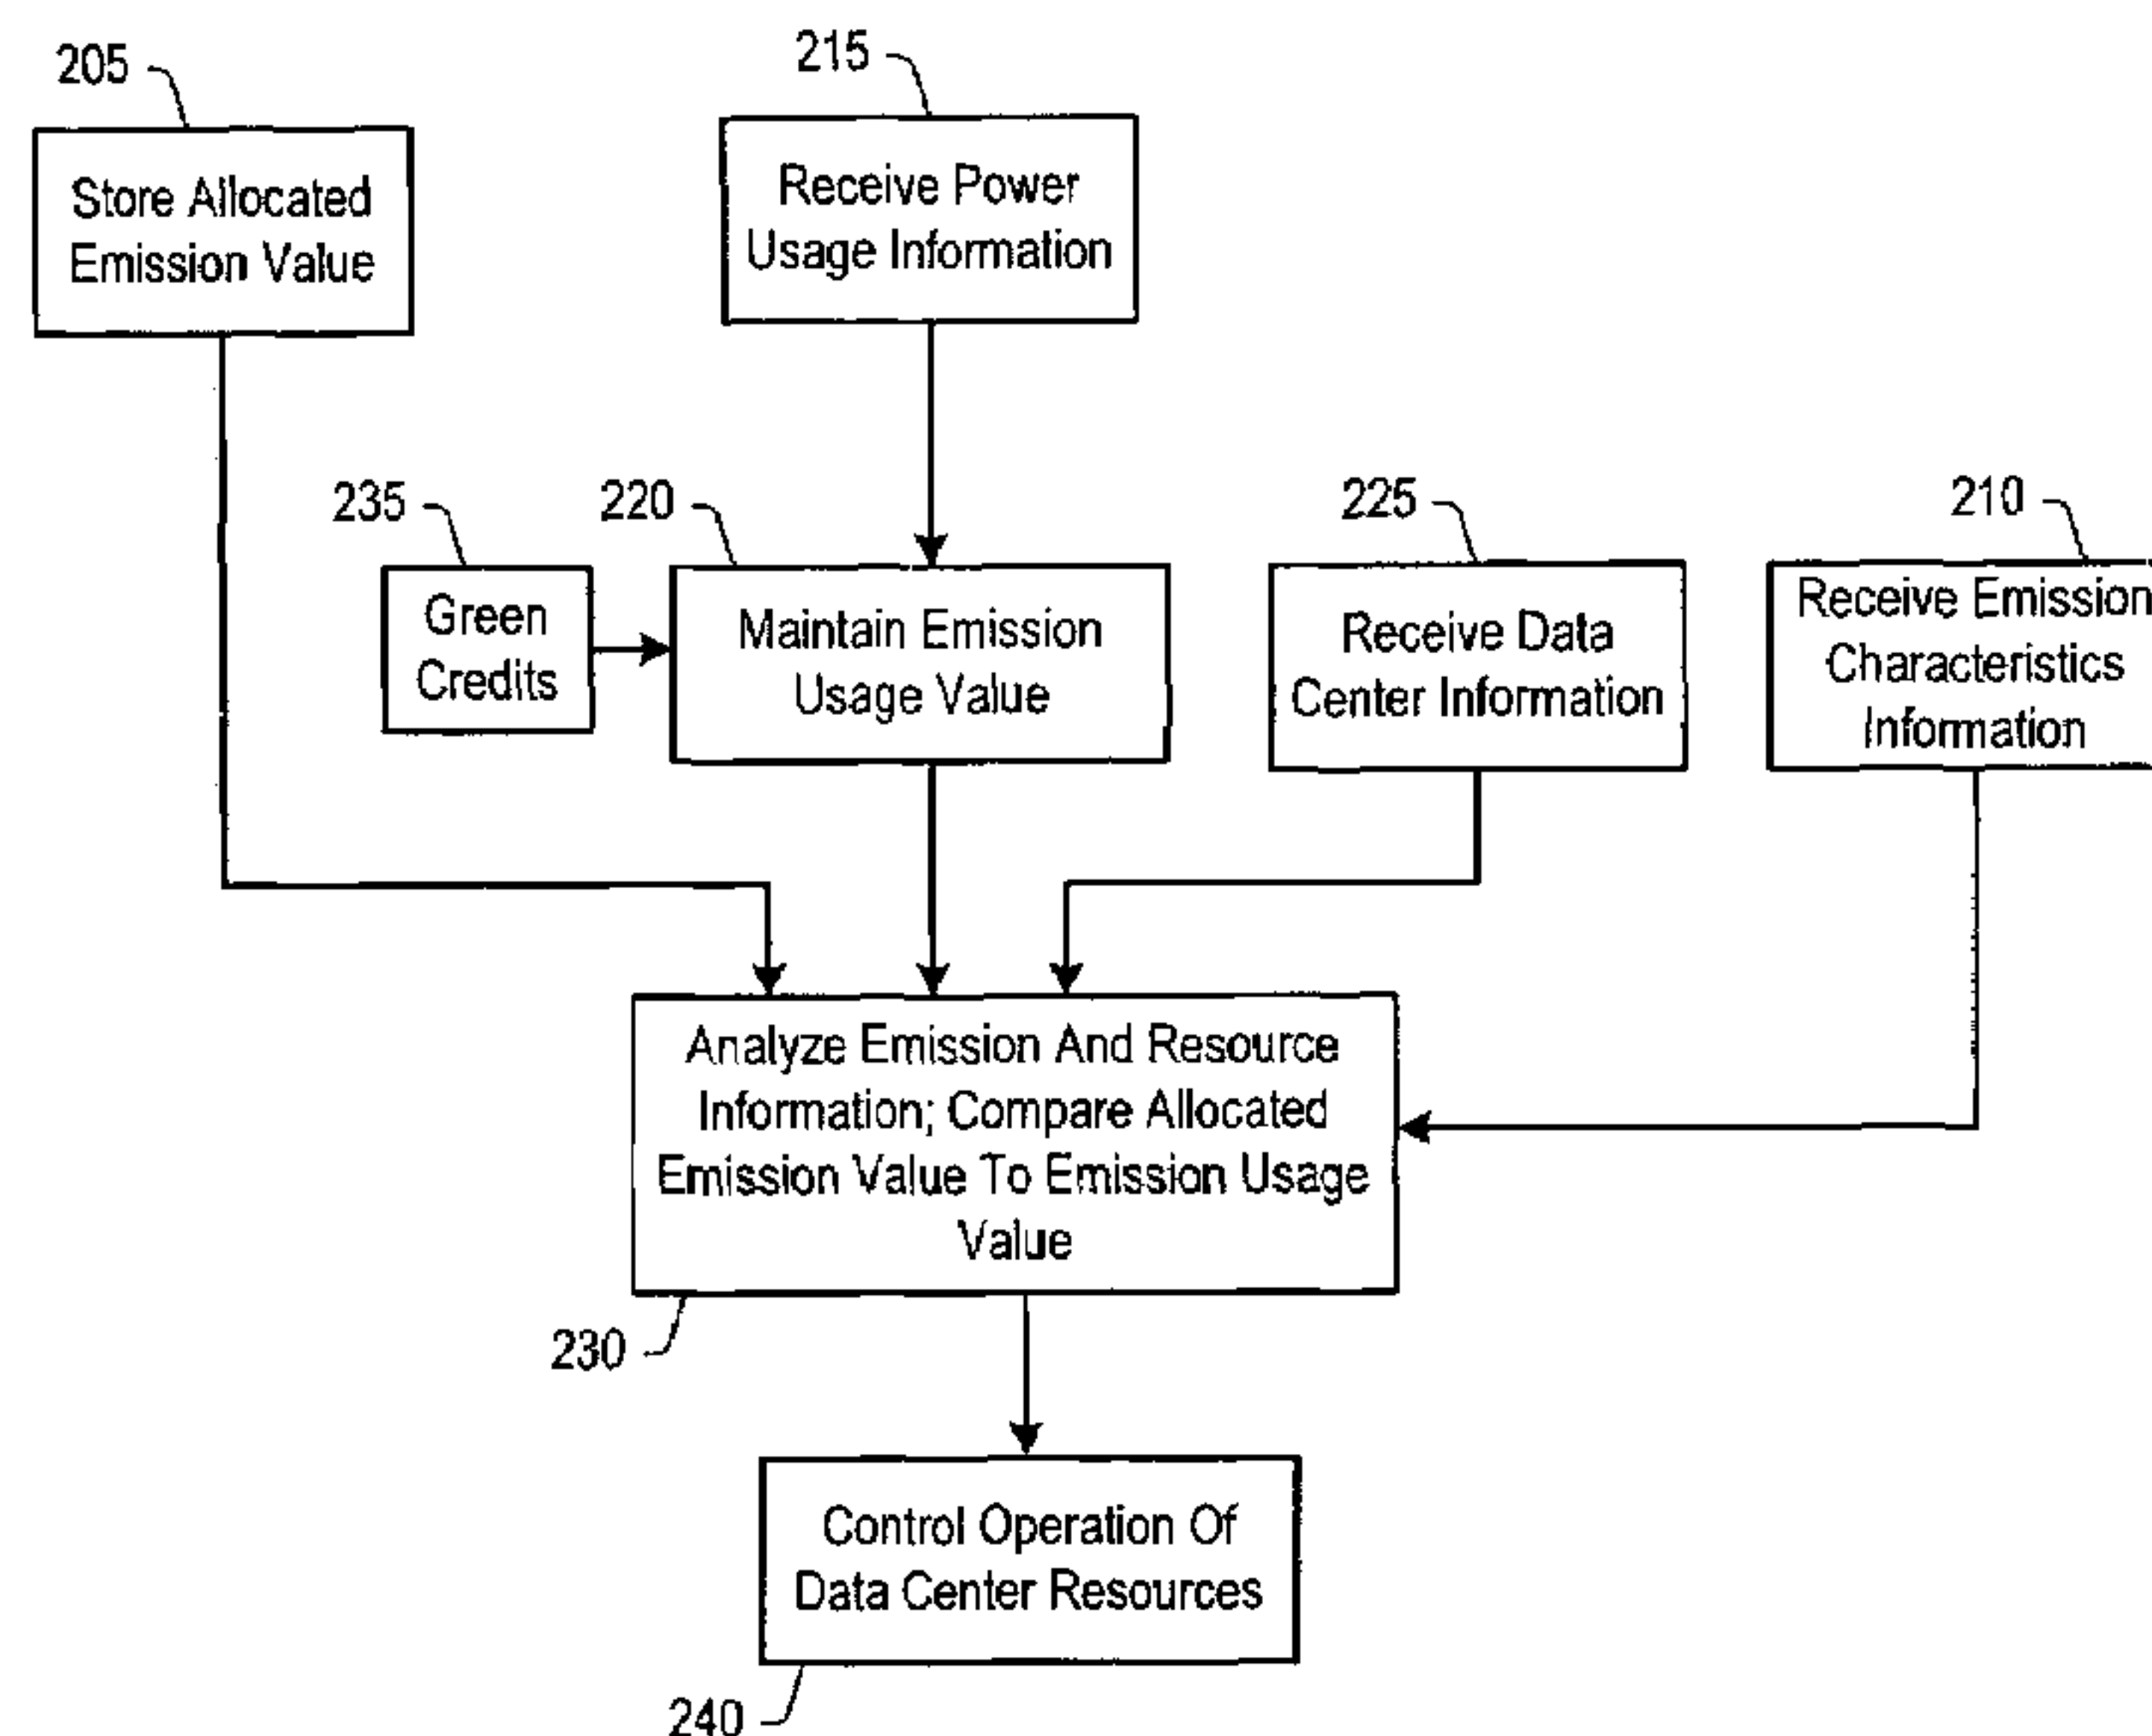 205
215
Store Allocated
Emission Value
Receive Power
Usage Information
235
220
225
210
Green
Credits
Maintain Emission
Usage Value
Receive Data
Center Information
Receive Emission
Characteristics
Information
Analyze Emission And Resource
Information; Compare Allocated
Emission Value To Emission Usage
Value
230
Control Operation Of
Data Center Resources
240